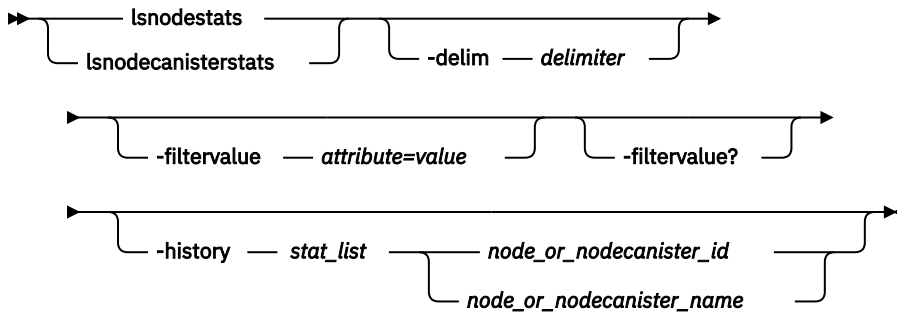 lsnodestats
lsnodecanisterstats -delim delimiter
-filtervalue attribute=value -filtervalue?
-history stat_list node_or_nodecanister_id
node_or_nodecanister_name